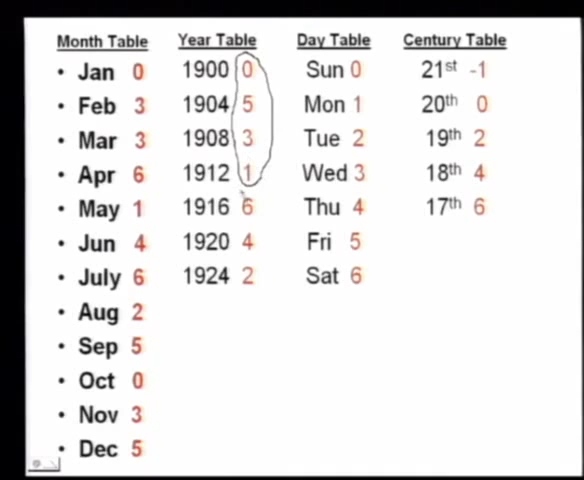 Month Table Year Table Day Table Century Table
• Jan 0 1900 0 Sun 0 21st -1
• Feb 3 1904 5 Mon 1 20th 0
• Mar 3 1908 3 Tue 2 19th 2
• Apr 6 1912 1 Wed 3 18th 4
• May 1 1916 6 Thu 4 17th 6
• Jun 4 1920 4 Fri 5
• July 6 1924 2 Sat 6
• Aug 2
• Sep 5
• Oct 0
• Nov 3
• Dec 5